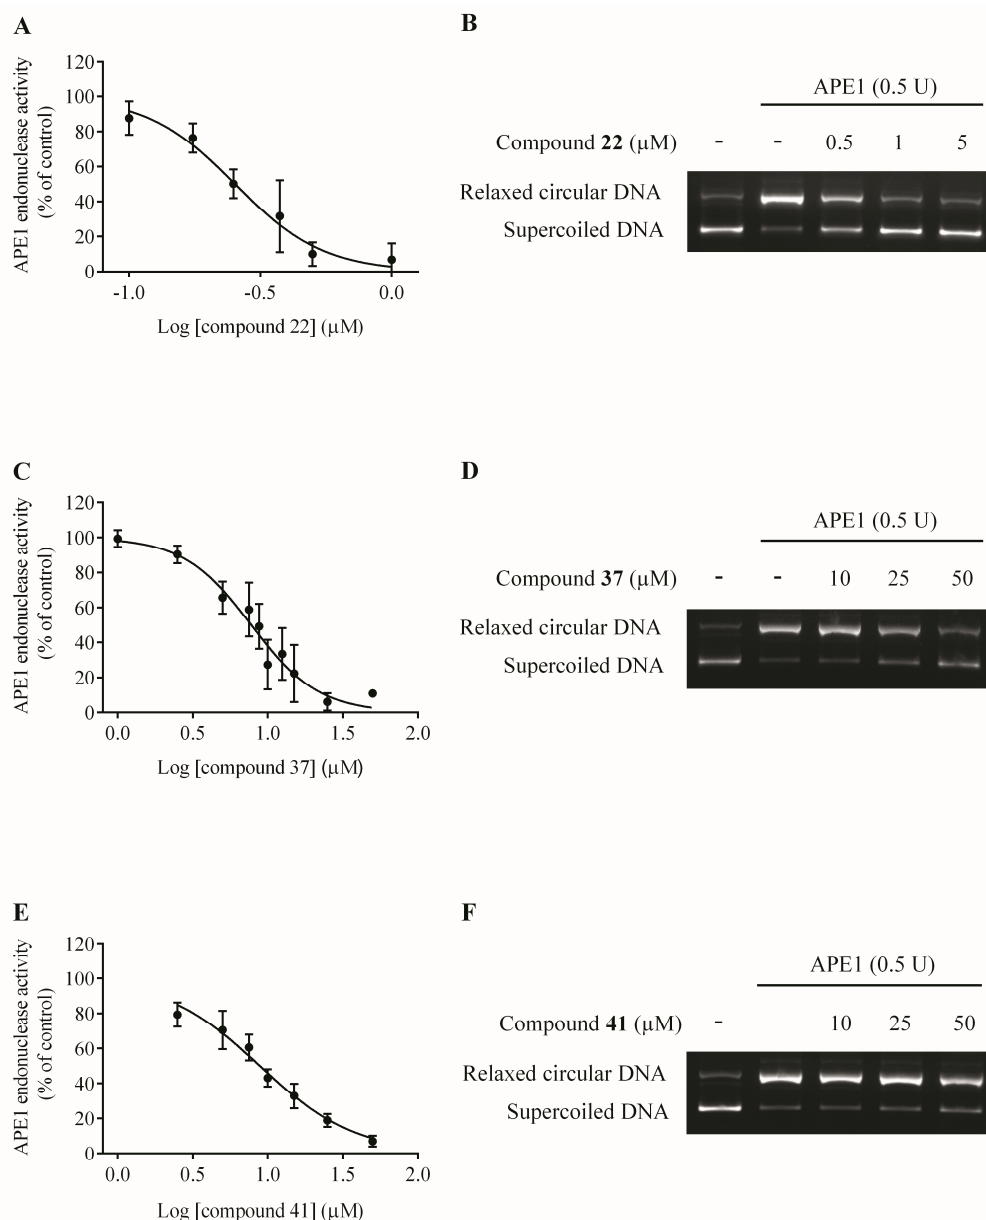 A
APE1 endonuclease activity
(% of control)
120
100
80
60
40
20
0
-1.0 -0.5 0.0
Log [compound 22] (µM)
B
APE1 (0.5 U)
Compound 22 (µM) - - 0.5 1 5
Relaxed circular DNA
Supercoiled DNA
C
APE1 endonuclease activity
(% of control)
120
100
80
60
40
20
0
0.0 0.5 1.0 1.5 2.0
Log [compound 37] (µM)
D
APE1 (0.5 U)
Compound 37 (µM) - - 10 25 50
Relaxed circular DNA
Supercoiled DNA
E
APE1 endonuclease activity
(% of control)
120
100
80
60
40
20
0
0.0 0.5 1.0 1.5 2.0
Log [compound 41] (µM)
F
APE1 (0.5 U)
Compound 41 (µM) - 10 25 50
Relaxed circular DNA
Supercoiled DNA